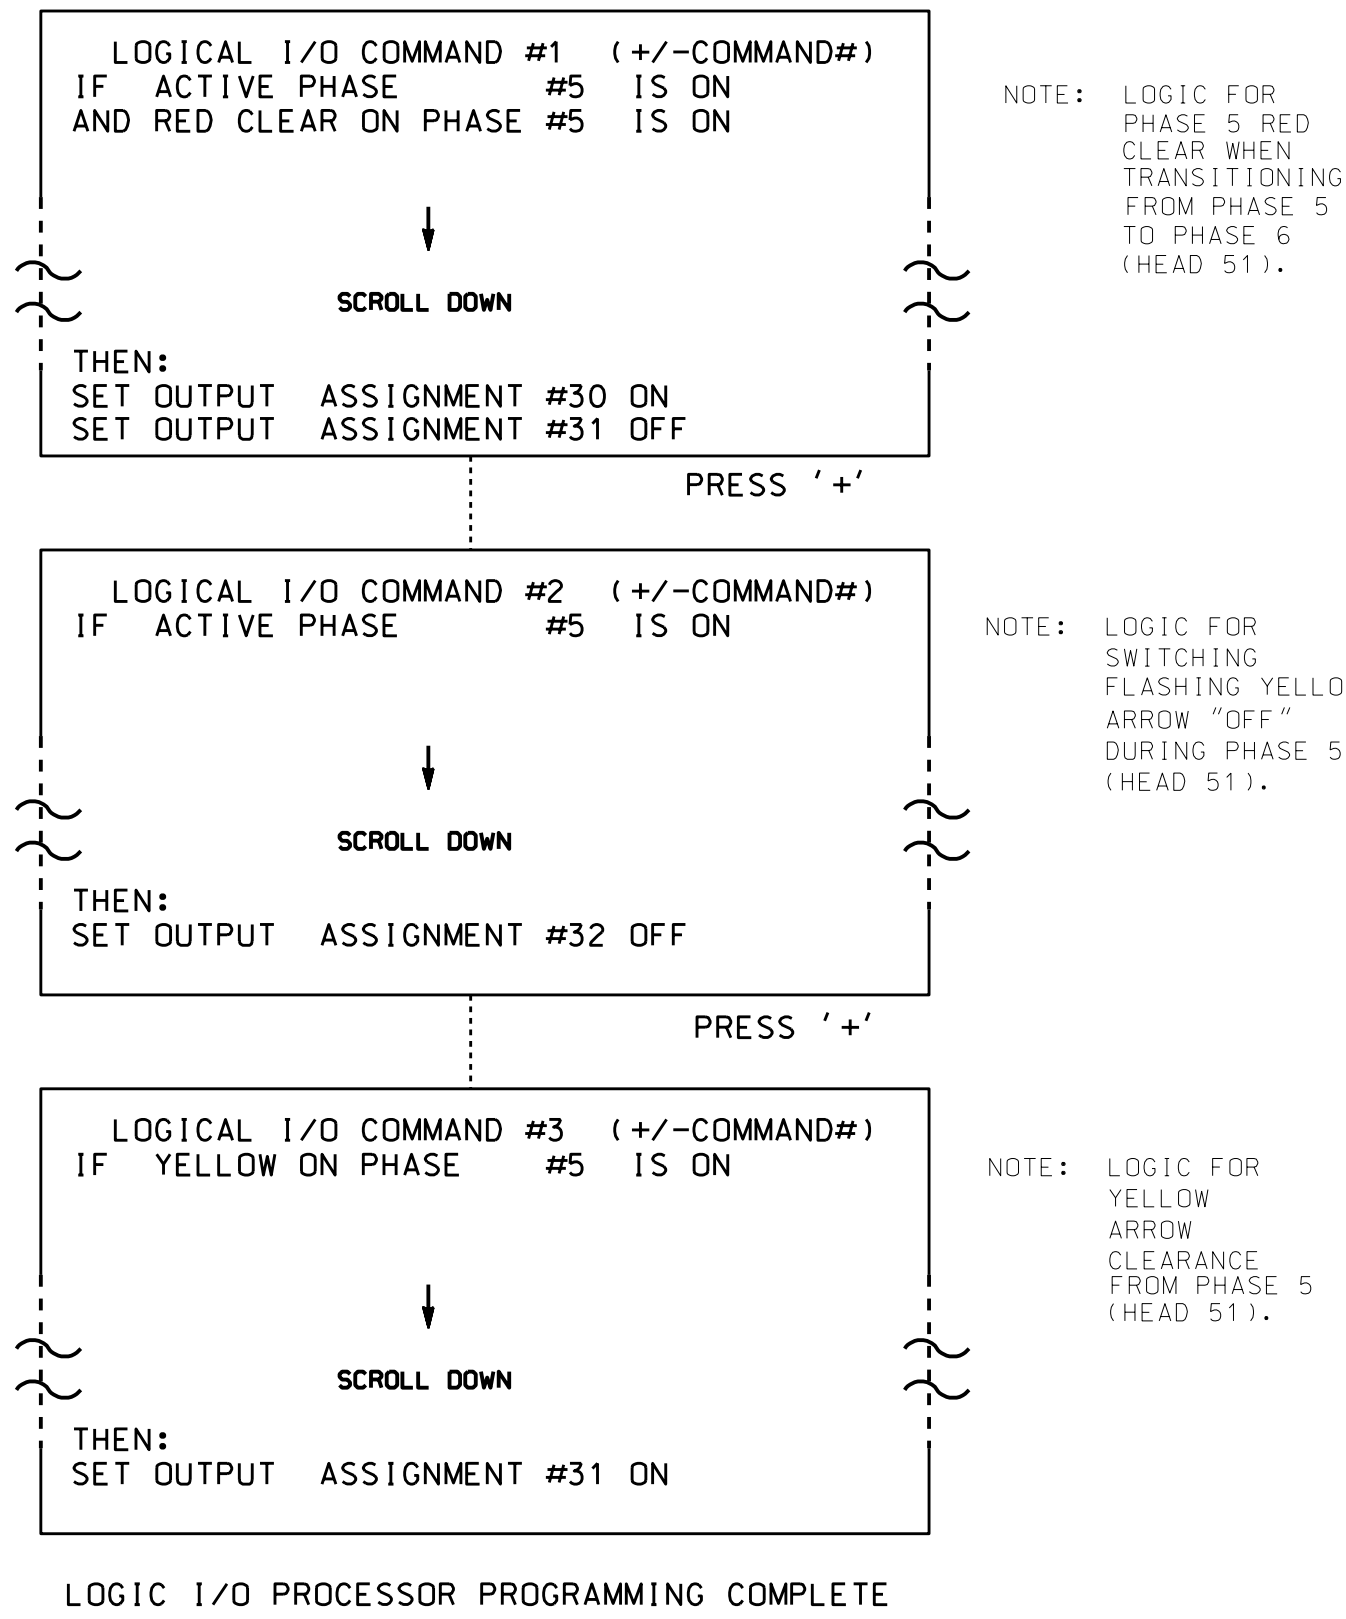 LOGICAL I/O COMMAND #1 (+/-COMMAND#)
IF ACTIVE PHASE #5 IS ON
AND RED CLEAR ON PHASE #5 IS ON
SCROLL DOWN
THEN:
SET OUTPUT ASSIGNMENT #30 ON
SET OUTPUT ASSIGNMENT #31 OFF
NOTE: LOGIC FOR
PHASE 5 RED
CLEAR WHEN
TRANSITIONING
FROM PHASE 5
TO PHASE 6
(HEAD 51).
PRESS '+'
LOGICAL I/O COMMAND #2 (+/-COMMAND#)
IF ACTIVE PHASE #5 IS ON
SCROLL DOWN
THEN:
SET OUTPUT ASSIGNMENT #32 OFF
NOTE: LOGIC FOR
SWITCHING
FLASHING YELLO
ARROW "OFF"
DURING PHASE 5
(HEAD 51).
PRESS '+'
LOGICAL I/O COMMAND #3 (+/-COMMAND#)
IF YELLOW ON PHASE #5 IS ON
SCROLL DOWN
THEN:
SET OUTPUT ASSIGNMENT #31 ON
NOTE: LOGIC FOR
YELLOW
ARROW
CLEARANCE
FROM PHASE 5
(HEAD 51).
LOGIC I/O PROCESSOR PROGRAMMING COMPLETE